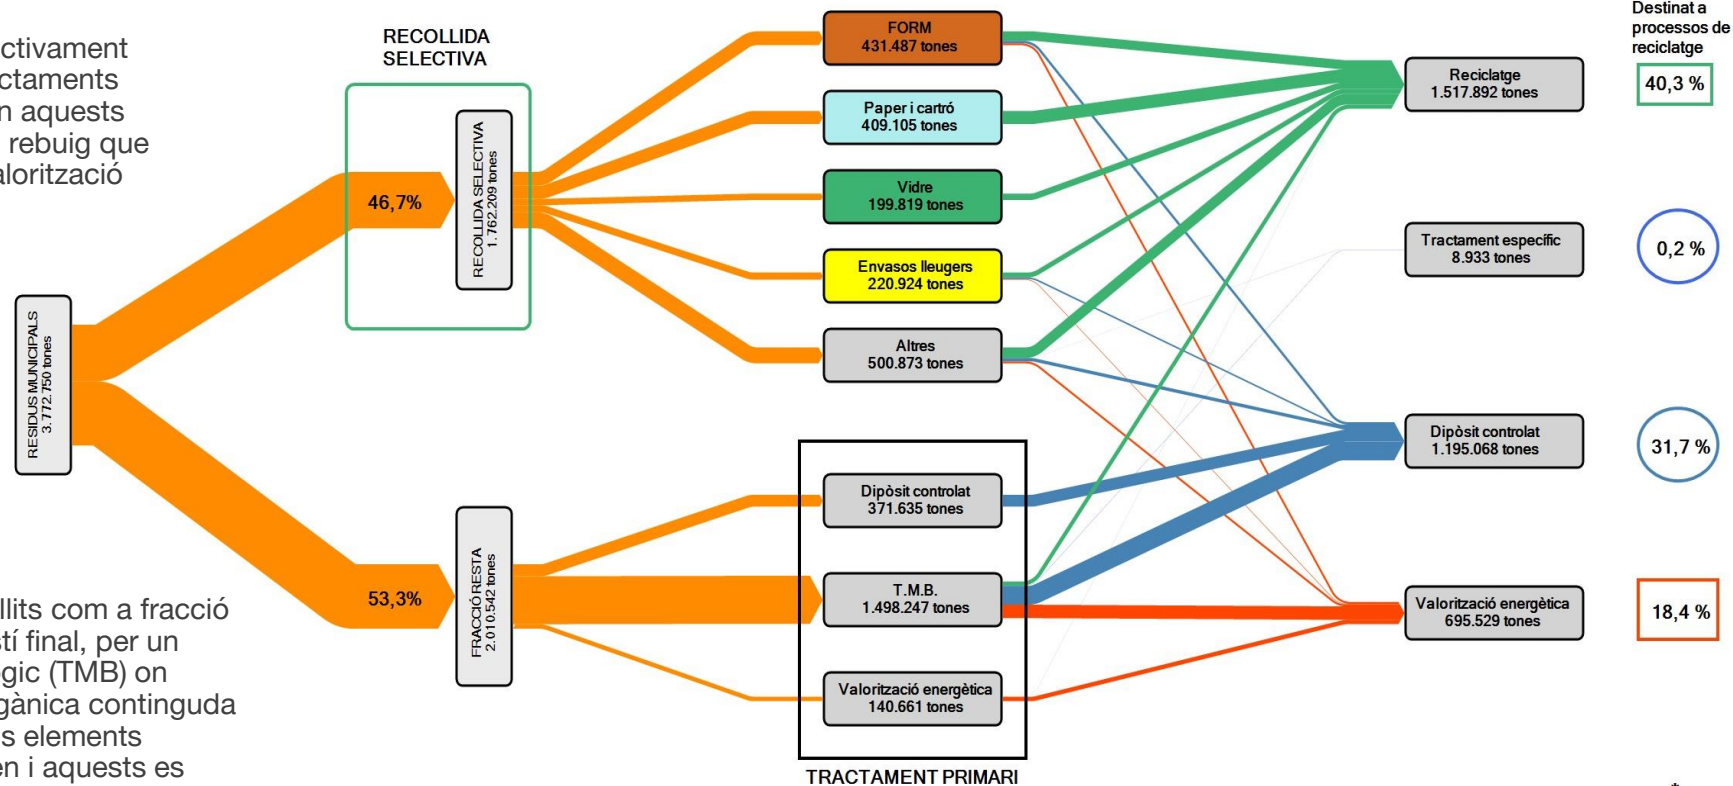 ctivament
ctaments
n aquests
rebuig que
alorització
RECOLLIDA
SELECTIVA
46,7%
RECOLLIDA SELECTIVA
1.762.209 tones
RESIDUS MUNICIPALS
3.772.750 tones
53,3%
FRACCIÓ RESTA
2.010.542 tones
llits com a fracció
stí final, per un
ògic (TMB) on
gànica continguda
s elements
en i aquests es
FORM
431.487 tones
Paper i cartró
409.105 tones
Vidre
199.819 tones
Envasos lleugers
220.924 tones
Altres
500.873 tones
Dipòsit controlat
371.635 tones
T.M.B.
1.498.247 tones
Valorització energètica
140.661 tones
TRACTAMENT PRIMARI
Destinat a
processos de
reciclatge
Reciclatge
1.517.892 tones
40,3 %
Tractament específic
8.933 tones
0,2 %
Dipòsit controlat
1.195.068 tones
31,7 %
Valorització energètica
695.529 tones
18,4 %
*